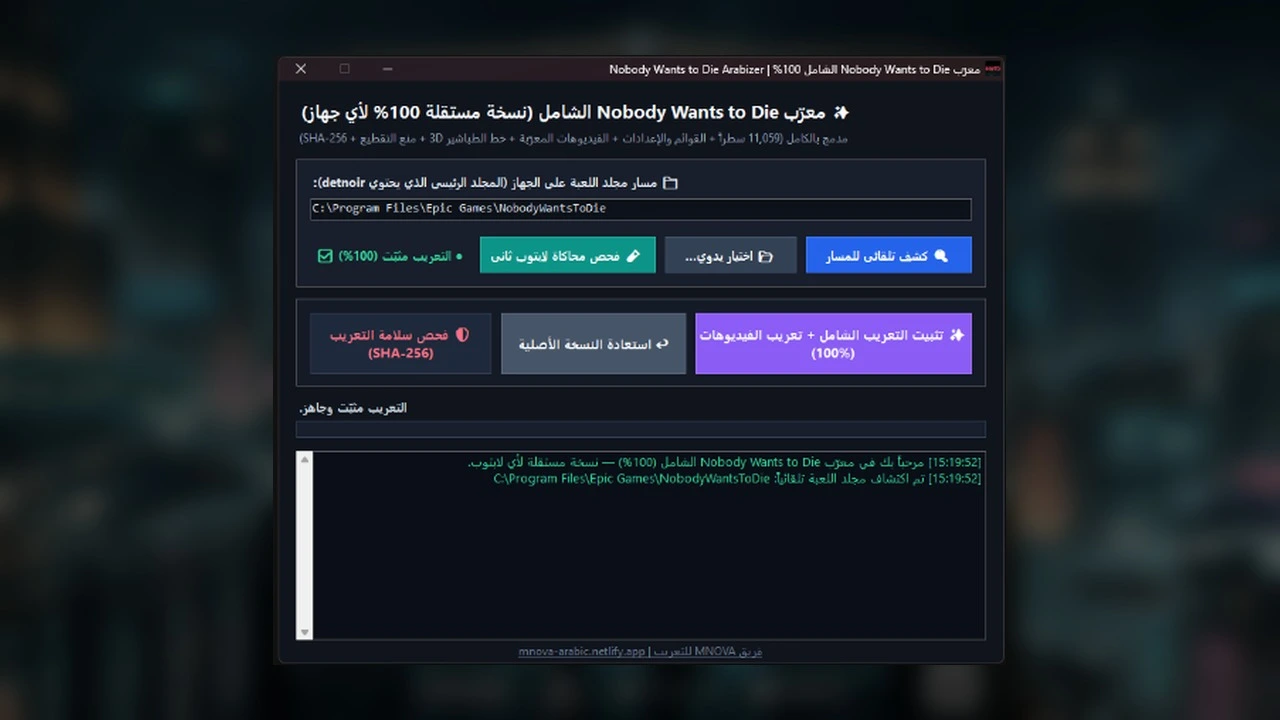 معرّب Nobody Wants to Die الشامل 100% | Nobody Wants to Die Arabizer
✨ معرّب Nobody Wants to Die الشامل (نسخة مستقلة 100% لأي جهاز)
مدمج بالكامل (11,059 سطراً + القوائم والإعدادات + الفيديوهات المعرّبة + خط الطباشير 3D + منع التقطيع + SHA-256)
مسار مجلد اللعبة على الجهاز (المجلد الرئيسي الذي يحتوي detnoir):
C:\Program Files\Epic Games\NobodyWantsToDie
كشف تلقائي للمسار
اختيار يدوي...
فحص محاكاة لابتوب ثاني
● التعريب مثبّت (100%) ☑
تثبيت التعريب الشامل + تعريب الفيديوهات
(100%)
استعادة النسخة الأصلية
فحص سلامة التعريب
(SHA-256)
التعريب مثبّت وجاهز.
[15:19:52] مرحباً بك في معرّب Nobody Wants to Die الشامل (100%) — نسخة مستقلة لأي لابتوب.
[15:19:52] تم اكتشاف مجلد اللعبة تلقائياً: C:\Program Files\Epic Games\NobodyWantsToDie
فريق MNOVA للتعريب | mnova-arabic.netlify.app